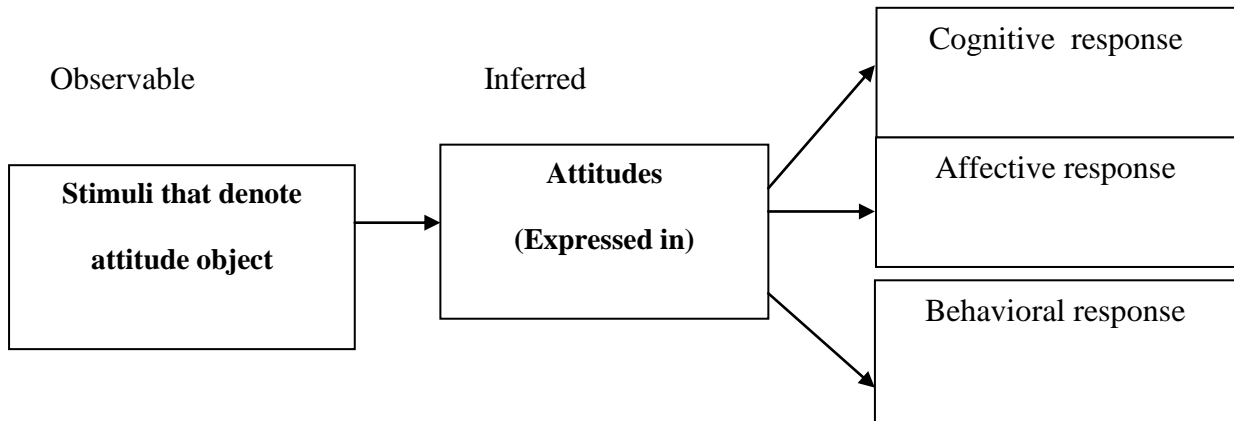 Observable
Inferred
Stimuli that denote
attitude object
Attitudes
(Expressed in)
Cognitive response
Affective response
Behavioral response